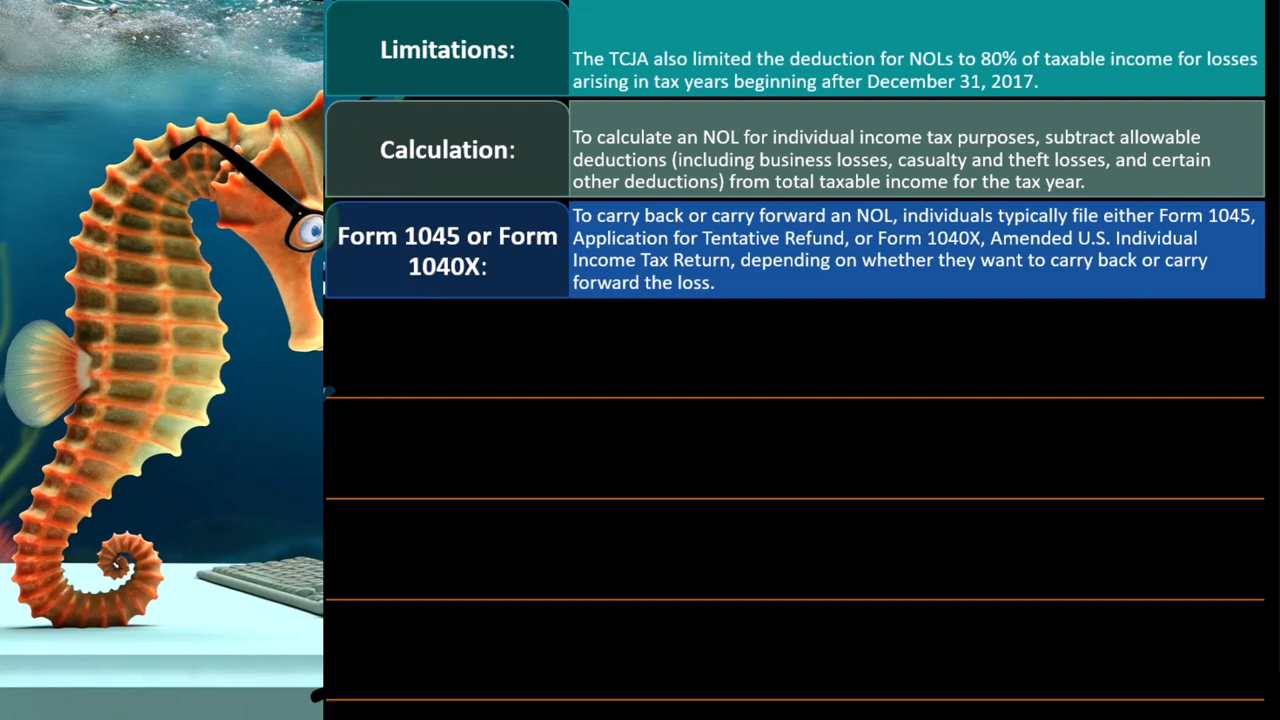 Limitations:
The TCJA also limited the deduction for NOLs to 80% of taxable income for losses
arising in tax years beginning after December 31, 2017.
Calculation:
To calculate an NOL for individual income tax purposes, subtract allowable
deductions (including business losses, casualty and theft losses, and certain
other deductions) from total taxable income for the tax year.
Form 1045 or Form
1040X:
To carry back or carry forward an NOL, individuals typically file either Form 1045,
Application for Tentative Refund, or Form 1040X, Amended U.S. Individual
Income Tax Return, depending on whether they want to carry back or carry
forward the loss.